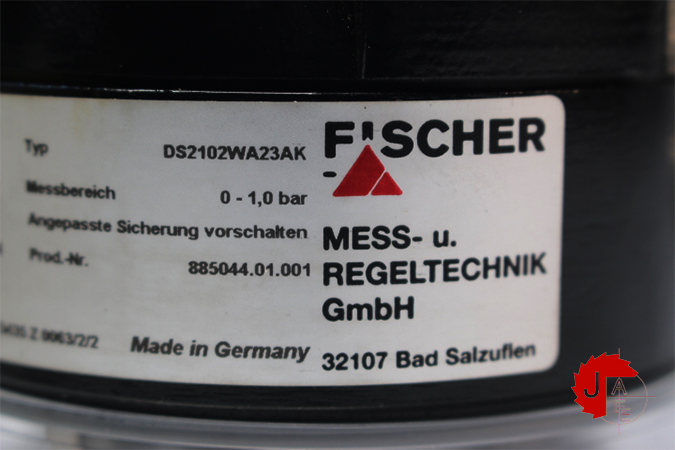 Typ DS2102WA23AK
Messbereich 0 - 1,0 bar
Angepasste Sicherung vorschalten
Prod.-Nr. 885044.01.001
Made in Germany
FISCHER
MESS- u.
REGELTECHNIK
GmbH
32107 Bad Salzuflen
J A